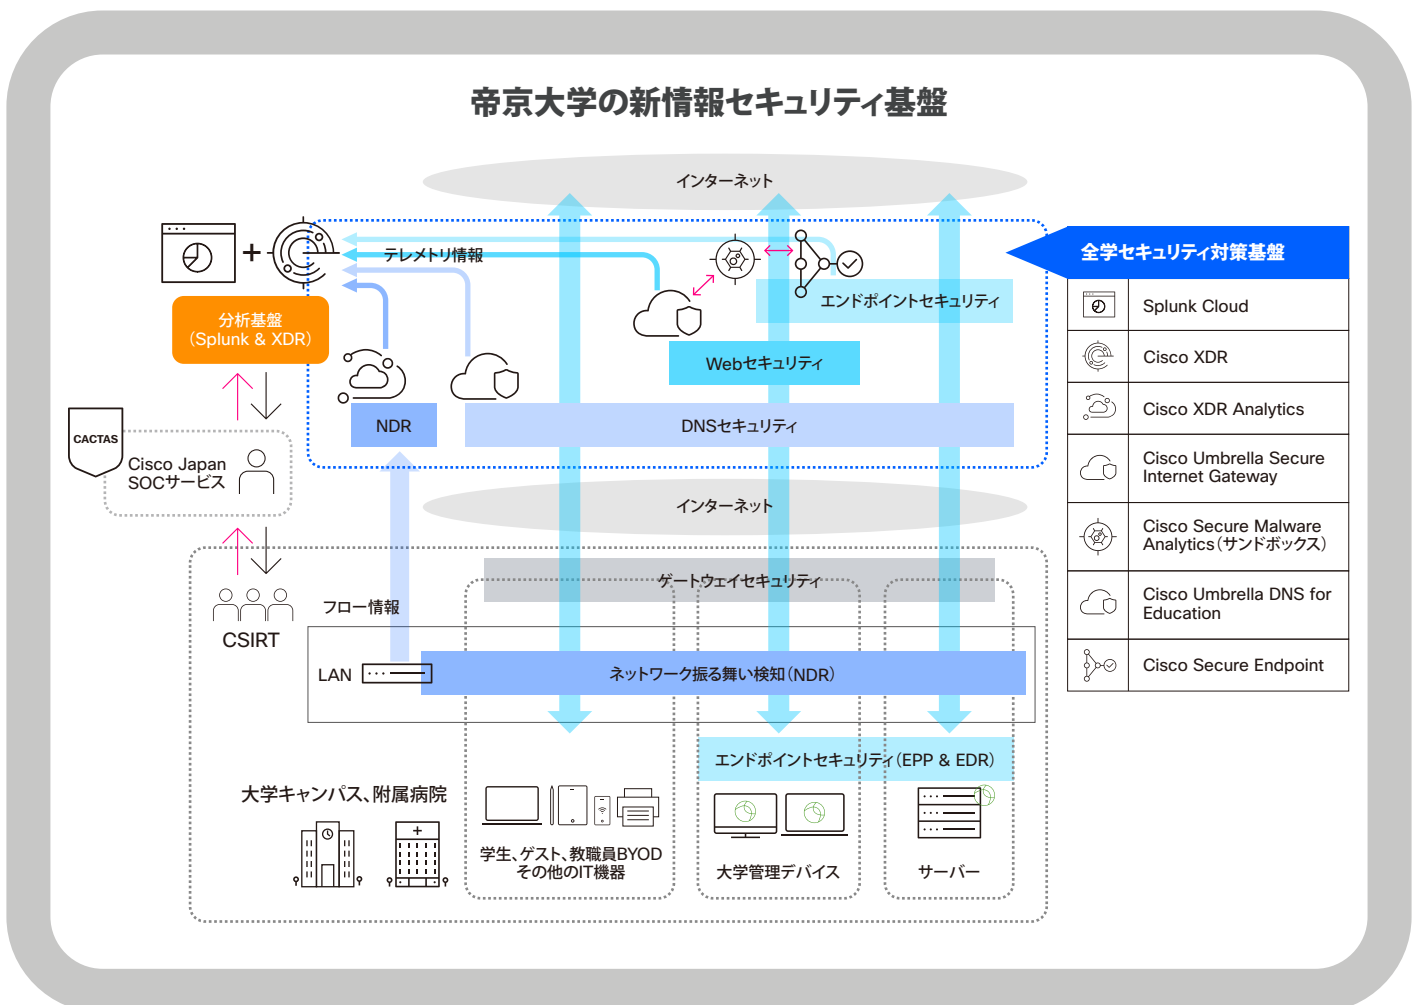 帝京大学の新情報セキュリティ基盤
インターネット
テレメトリ情報
エンドポイントセキュリティ
分析基盤
（Splunk & XDR）
Webセキュリティ
NDR
DNSセキュリティ
CACTAS
Cisco Japan
SOCサービス
インターネット
ゲートウェイセキュリティ
フロー情報
CSIRT
LAN
ネットワーク振る舞い検知（NDR）
エンドポイントセキュリティ（EPP & EDR）
大学キャンパス、附属病院
学生、ゲスト、教職員BYOD
その他のIT機器
大学管理デバイス
サーバー
全学セキュリティ対策基盤
Splunk Cloud
Cisco XDR
Cisco XDR Analytics
Cisco Umbrella Secure
Internet Gateway
Cisco Secure Malware
Analytics（サンドボックス）
Cisco Umbrella DNS for
Education
Cisco Secure Endpoint